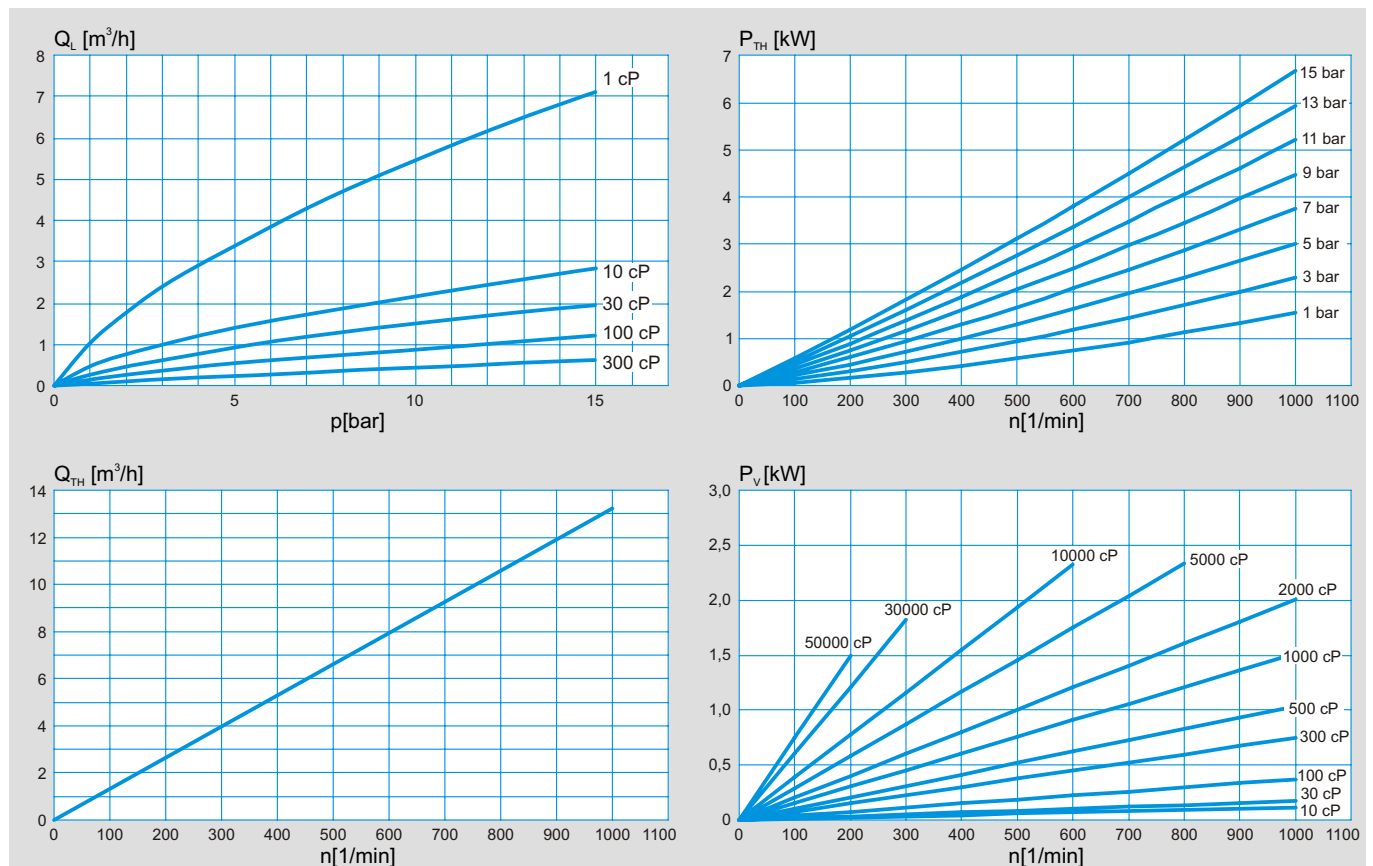 Q_L [m³/h]
8
7
6
5
4
3
2
1
0
1 cP
10 cP
30 cP
100 cP
300 cP
0 5 10 15
p[bar]
P_TH [kW]
7
6
5
4
3
2
1
0
15 bar
13 bar
11 bar
9 bar
7 bar
5 bar
3 bar
1 bar
0 100 200 300 400 500 600 700 800 900 1000 1100
n[1/min]
Q_TH [m³/h]
14
12
10
8
6
4
2
0
0 100 200 300 400 500 600 700 800 900 1000 1100
n[1/min]
P_V [kW]
3,0
2,5
2,0
1,5
1,0
0,5
0
50000 cP
30000 cP
10000 cP
5000 cP
2000 cP
1000 cP
500 cP
300 cP
100 cP
30 cP
10 cP
0 100 200 300 400 500 600 700 800 900 1000 1100
n[1/min]